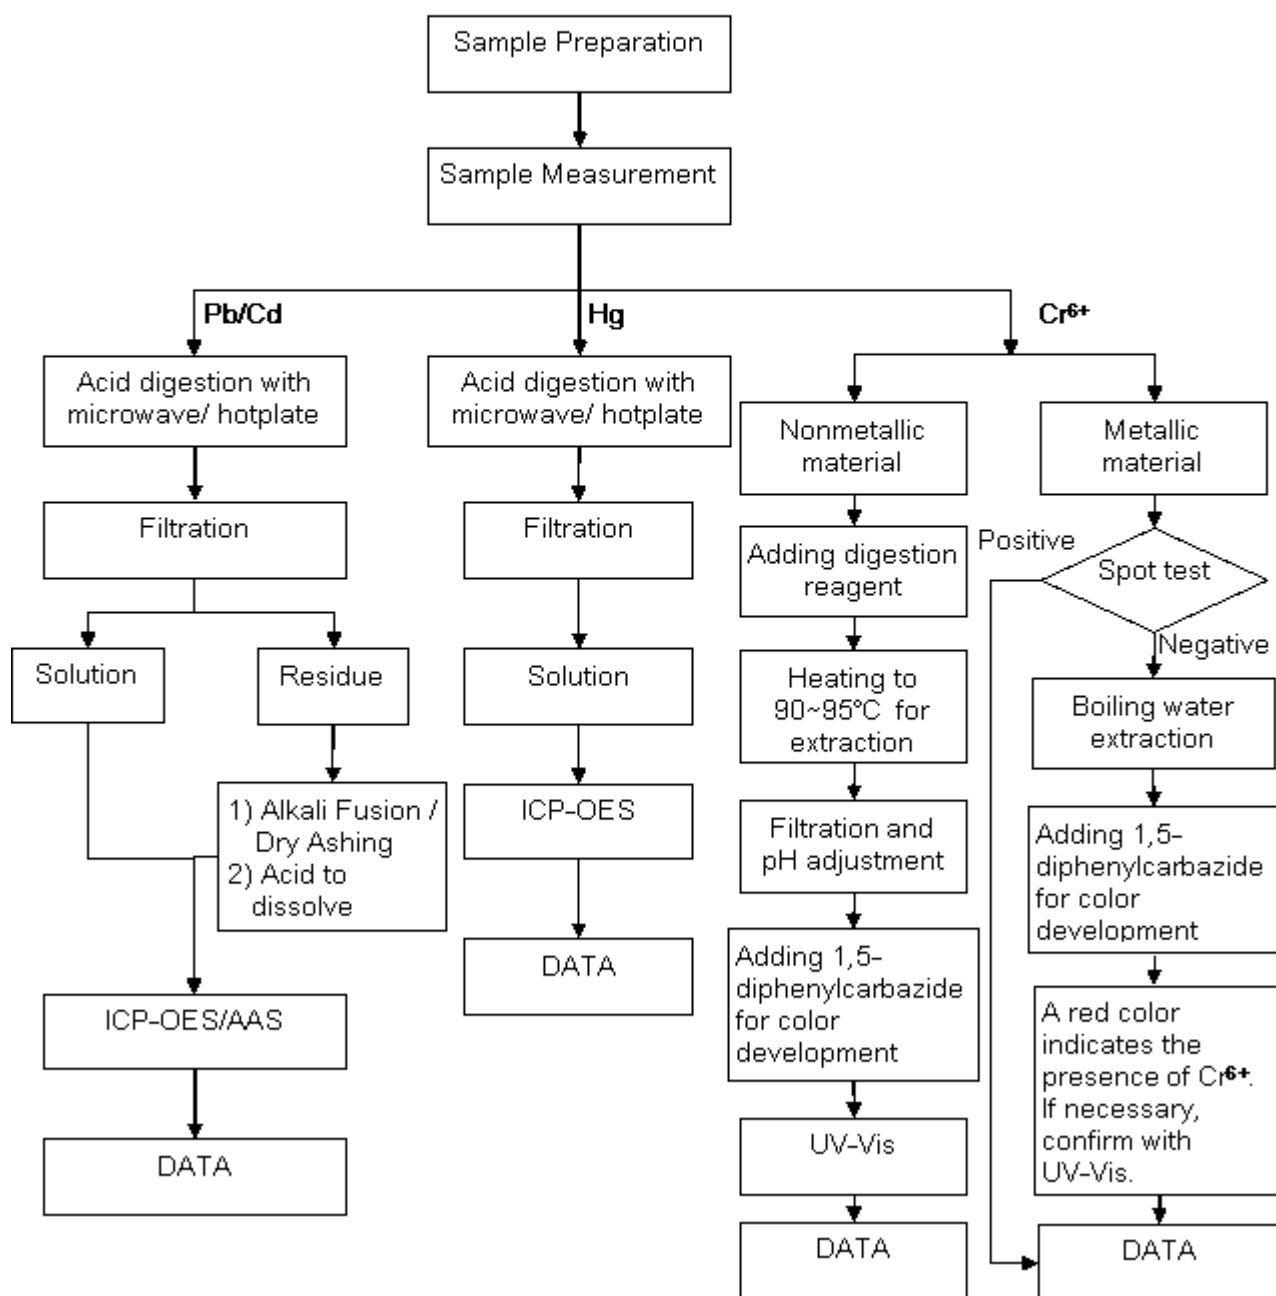 Sample Preparation
Sample Measurement
Pb/Cd
Hg
Cr⁶⁺
Acid digestion with
microwave/ hotplate
Filtration
Solution
Residue
1) Alkali Fusion /
Dry Ashing
2) Acid to
dissolve
ICP-OES/AAS
DATA
Acid digestion with
microwave/ hotplate
Filtration
Solution
ICP-OES
DATA
Nonmetallic
material
Adding digestion
reagent
Heating to
90~95°C for
extraction
Filtration and
pH adjustment
Adding 1,5-
diphenylcarbazide
for color
development
UV-Vis
DATA
Metallic
material
Spot test
Positive
Negative
Boiling water
extraction
Adding 1,5-
diphenylcarbazide
for color
development
A red color
indicates the
presence of Cr⁶⁺.
If necessary,
confirm with
UV-Vis.
DATA